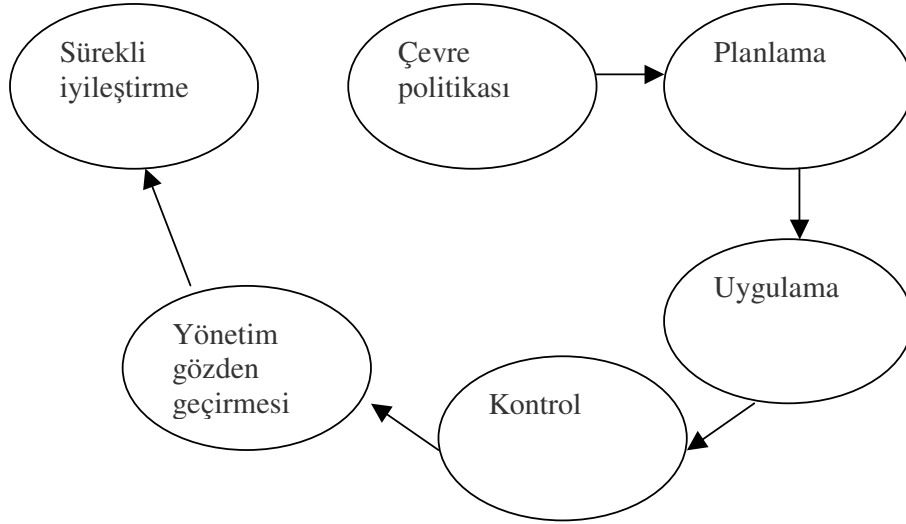 Sürekli
iyileştirme
Çevre
politikası
Planlama
Uygulama
Kontrol
Yönetim
gözden
geçirmesi